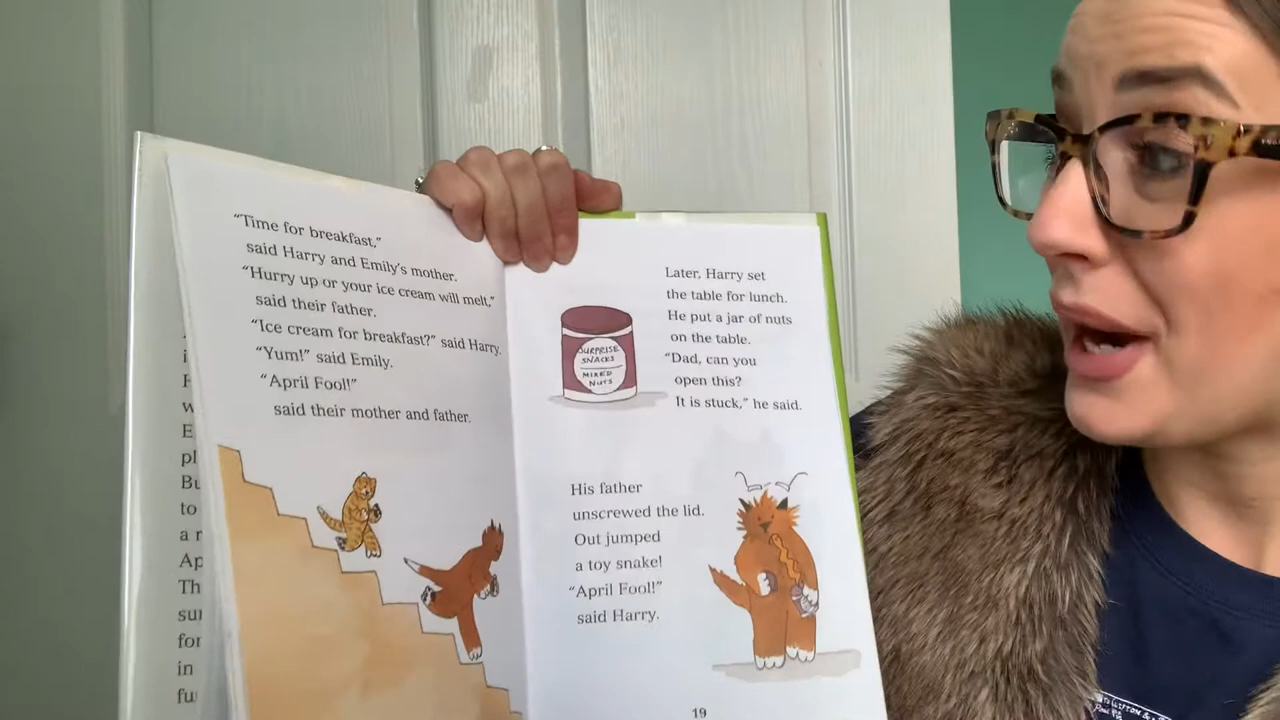 "Time for breakfast,"
said Harry and Emily's mother.
"Hurry up or your ice cream will melt,"
said their father.
"Ice cream for breakfast?" said Harry.
"Yum!" said Emily.
"April Fool!"
said their mother and father.
Later, Harry set
the table for lunch.
He put a jar of nuts
on the table.
"Dad, can you
open this?
It is stuck," he said.
SURPRISE
SNACKS
MIXED
NUTS
His father
unscrewed the lid.
Out jumped
a toy snake!
"April Fool!"
said Harry.
19